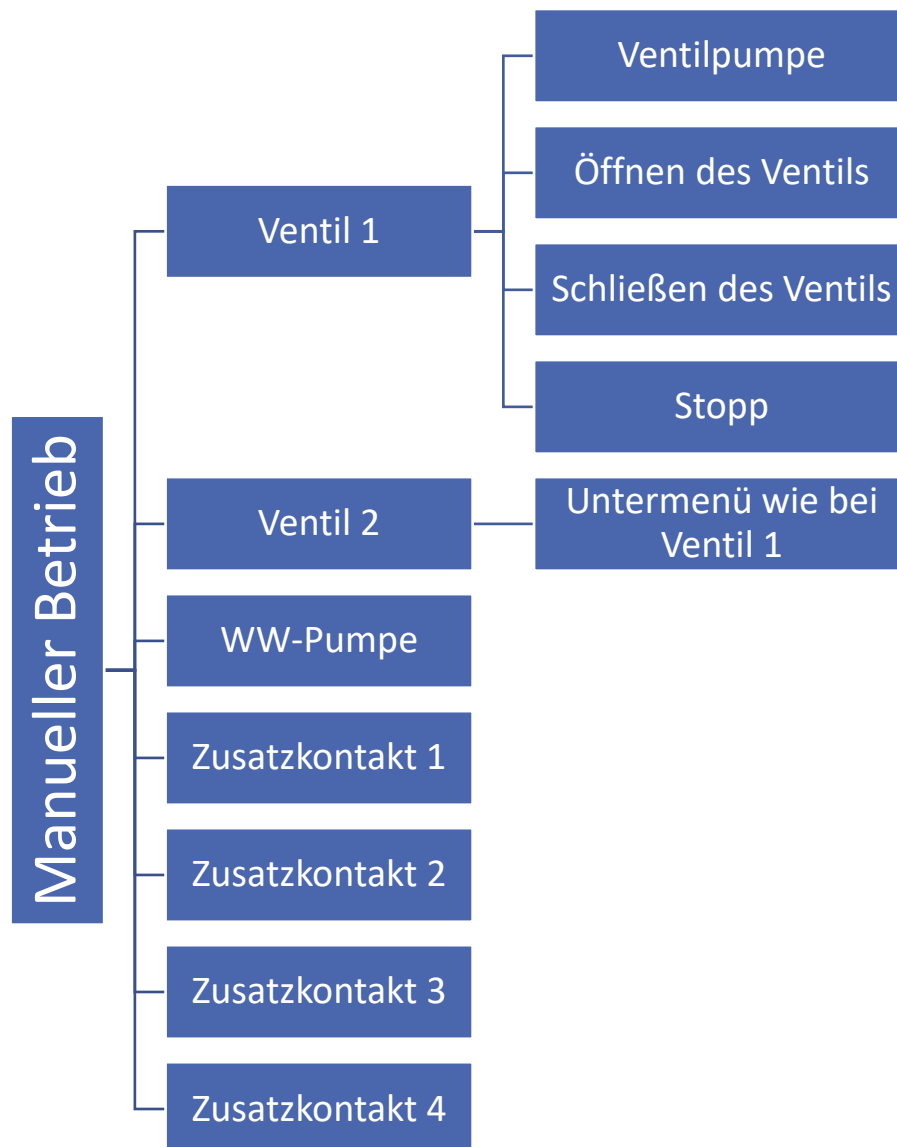 Manueller Betrieb
Ventil 1
Ventilpumpe
Öffnen des Ventils
Schließen des Ventils
Stopp
Ventil 2
Untermenü wie bei
Ventil 1
WW-Pumpe
Zusatzkontakt 1
Zusatzkontakt 2
Zusatzkontakt 3
Zusatzkontakt 4